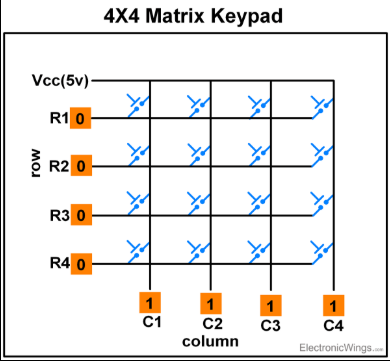 4X4 Matrix Keypad
Vcc(5v)
R1 0
R2 0
row
R3 0
R4 0
1 1 1 1
C1 C2 C3 C4
column
ElectronicWings.com